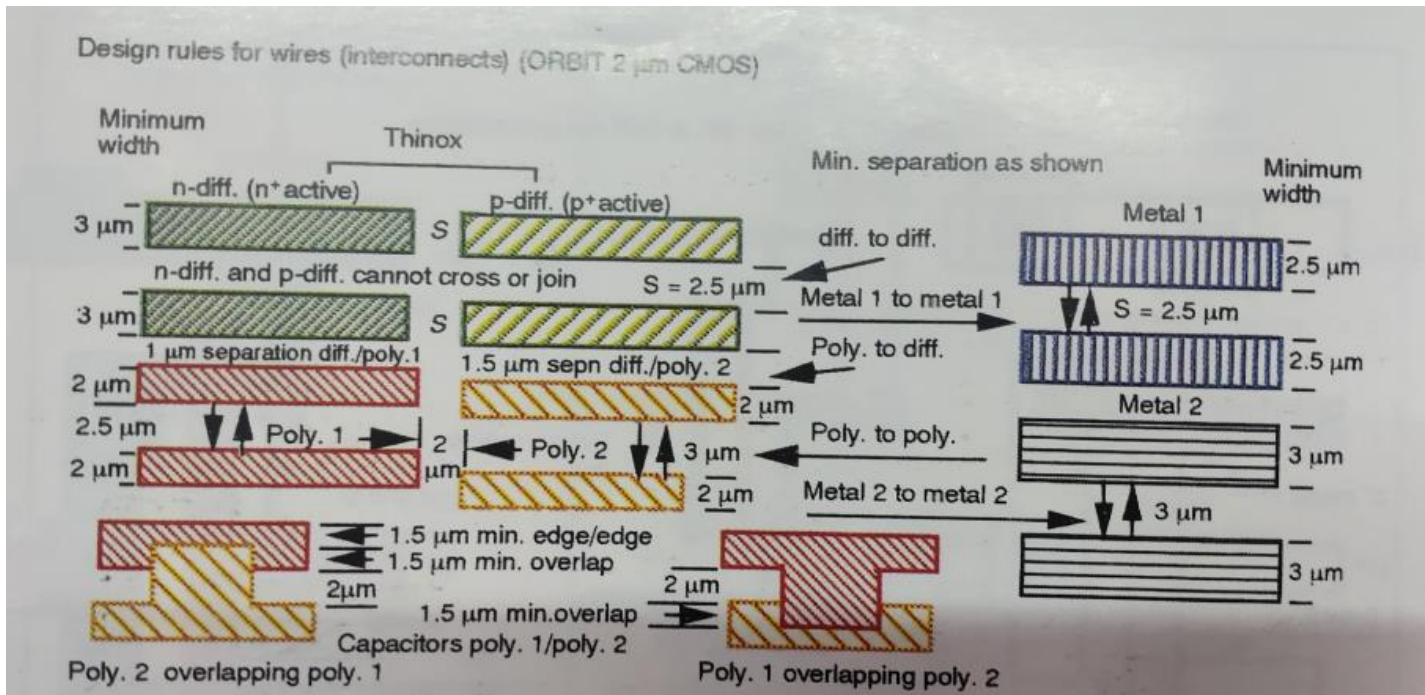 Design rules for wires (interconnects) (ORBIT 2 μm CMOS)
Minimum width
Thinox
Min. separation as shown
Minimum width
n-diff. (n⁺active)
p-diff. (p⁺active)
Metal 1
3 μm
S
diff. to diff.
2.5 μm
n-diff. and p-diff. cannot cross or join
S = 2.5 μm
Metal 1 to metal 1
S = 2.5 μm
3 μm
S
1 μm separation diff./poly.1
1.5 μm sepn diff./poly. 2
Poly. to diff.
2.5 μm
2 μm
2 μm
Metal 2
2.5 μm
Poly. 1
2 μm
Poly. 2
3 μm
Poly. to poly.
3 μm
2 μm
2 μm
Metal 2 to metal 2
3 μm
1.5 μm min. edge/edge
1.5 μm min. overlap
2μm
2 μm
3 μm
1.5 μm min.overlap
Capacitors poly. 1/poly. 2
Poly. 2 overlapping poly. 1
Poly. 1 overlapping poly. 2